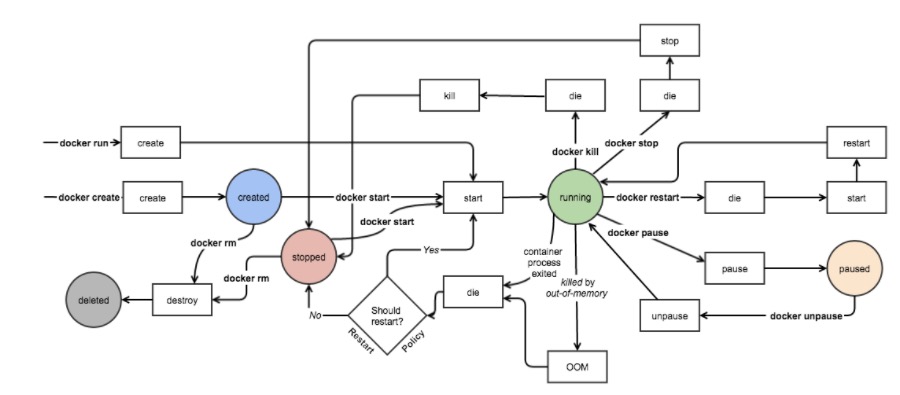 stop
kill
die
die
docker run
create
docker kill
docker stop
restart
docker create
create
created
docker start
start
running
docker restart
die
start
docker start
docker rm
Yes
docker pause
stopped
container
process
exited
docker rm
pause
paused
deleted
destroy
die
killed by
out-of-memory
No
Should
restart?
Restart
Policy
unpause
docker unpause
OOM